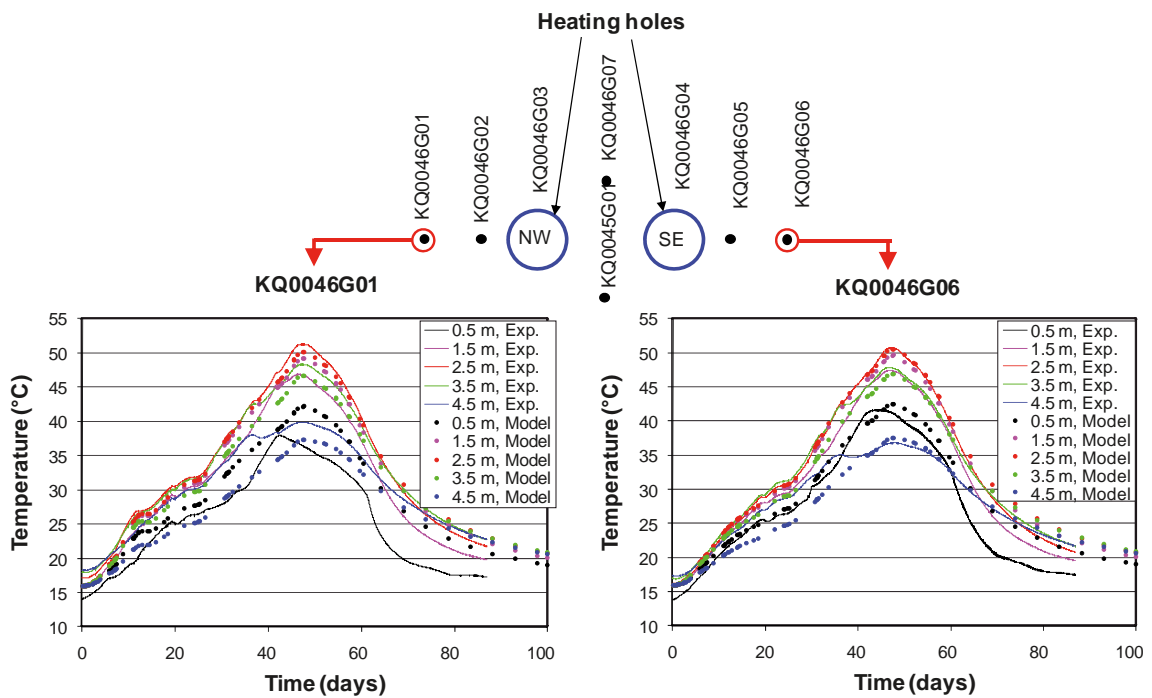 Heating holes
KQ0046G01
KQ0046G02
KQ0046G03
KQ0046G07
KQ0045G01
KQ0046G04
KQ0046G05
KQ0046G06
NW
SE
KQ0046G01
KQ0046G06
Temperature (°C)
55
50
45
40
35
30
25
20
15
10
0
20
40
60
80
100
Time (days)
0.5 m, Exp.
1.5 m, Exp.
2.5 m, Exp.
3.5 m, Exp.
4.5 m, Exp.
0.5 m, Model
1.5 m, Model
2.5 m, Model
3.5 m, Model
4.5 m, Model
Temperature (°C)
55
50
45
40
35
30
25
20
15
10
0
20
40
60
80
100
Time (days)
0.5 m, Exp.
1.5 m, Exp.
2.5 m, Exp.
3.5 m, Exp.
4.5 m, Exp.
0.5 m, Model
1.5 m, Model
2.5 m, Model
3.5 m, Model
4.5 m, Model